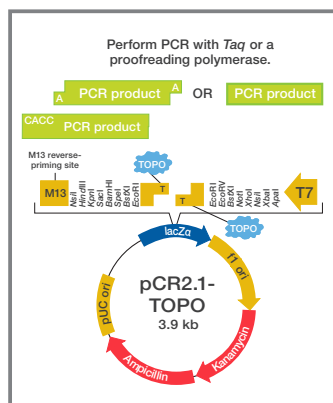 Perform PCR with Taq or a
proofreading polymerase.
A PCR product A
OR
PCR product
CACC PCR product
M13 reverse-
priming site
TOPO
M13
NsiI
HindIII
KpnI
SacI
BamHI
SpeI
BstXI
EcoRI
T
T
EcoRI
EcoRV
BstXI
NotI
XhoI
NsiI
XbaI
ApaI
T7
TOPO
lacZα
f1 ori
pUC ori
pCR2.1-
TOPO
3.9 kb
Kanamycin
Ampicillin